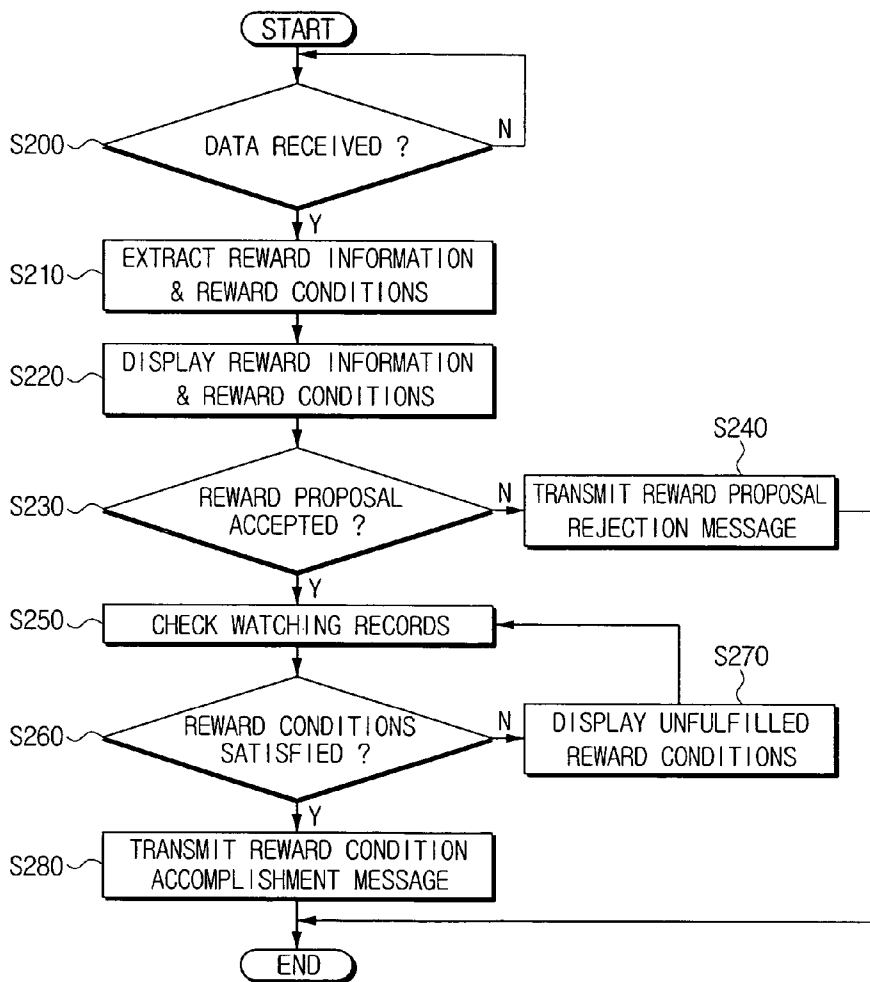 START
N
S200
DATA RECEIVED ?
Y
S210
EXTRACT REWARD INFORMATION
& REWARD CONDITIONS
S220
DISPLAY REWARD INFORMATION
& REWARD CONDITIONS
S240
S230
REWARD PROPOSAL
ACCEPTED ?
N
TRANSMIT REWARD PROPOSAL
REJECTION MESSAGE
Y
S250
CHECK WATCHING RECORDS
S270
S260
REWARD CONDITIONS
SATISFIED ?
N
DISPLAY UNFULFILLED
REWARD CONDITIONS
Y
S280
TRANSMIT REWARD CONDITION
ACCOMPLISHMENT MESSAGE
END